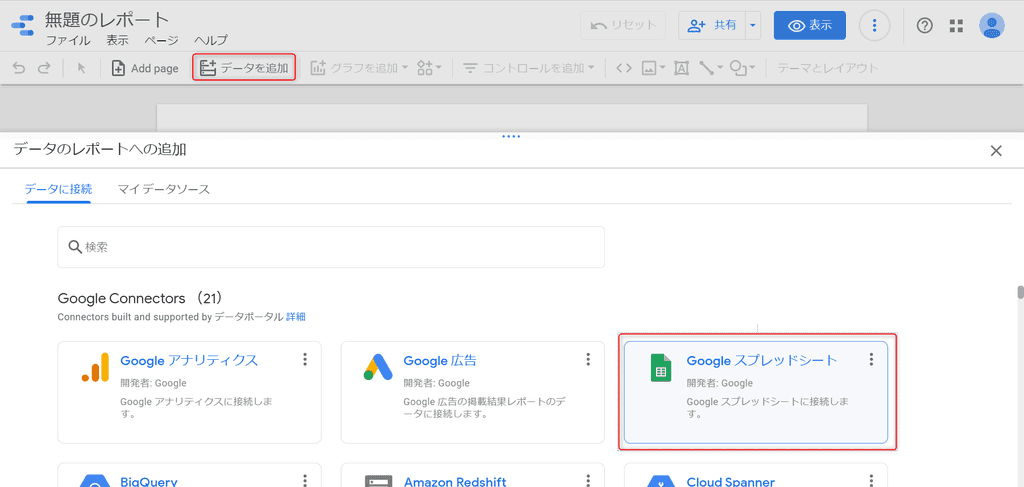 無題のレポート
ファイル 表示 ページ ヘルプ
リセット
共有
表示
Add page
データを追加
グラフを追加
コントロールを追加
テーマとレイアウト
データのレポートへの追加
データに接続
マイ データソース
検索
Google Connectors （21）
Connectors built and supported by データポータル 詳細
Google アナリティクス
開発者: Google
Google アナリティクスに接続しま
す。
Google 広告
開発者: Google
Google 広告の掲載結果レポートのデ
ータに接続します。
Google スプレッドシート
開発者: Google
Google スプレッドシートに接続しま
す。
BigQuery
Amazon Redshift
Cloud Spanner